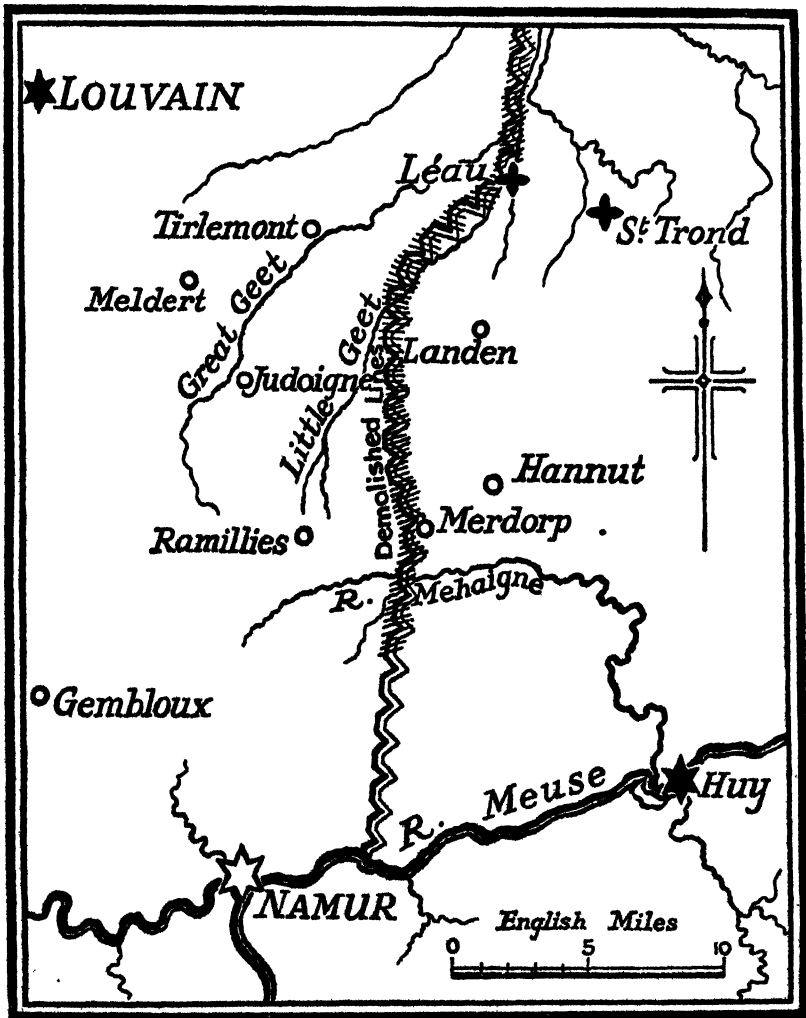 LOUVAIN
Léau
Tirlemont
St. Trond
Meldert
Great Geet
Little Geet
Landen
Judoigne
Demolished Lines
Hannut
Merdorp
Ramillies
R. Mehaigne
Gembloux
R. Meuse
Huy
NAMUR
English Miles
0 5 10